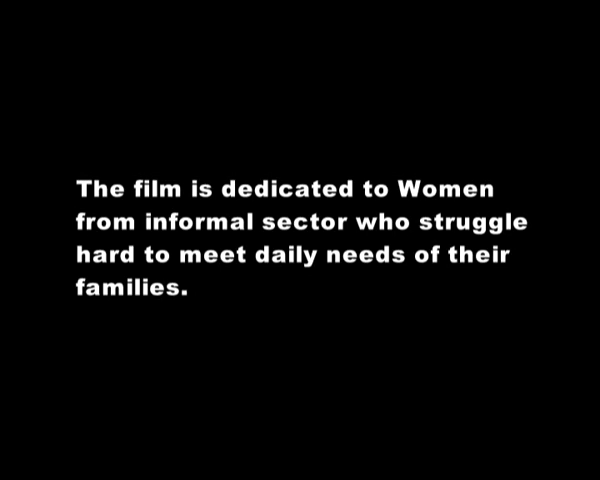 The film is dedicated to Women
from informal sector who struggle
hard to meet daily needs of their
families.